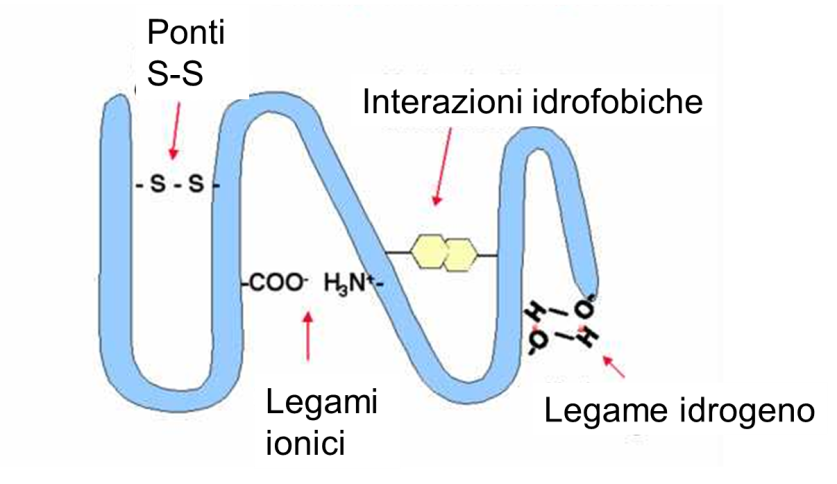 Ponti
S-S
Interazioni idrofobiche
- S - S -
-COO- H₃N⁺-
H
O-
-O
H
Legami
ionici
Legame idrogeno